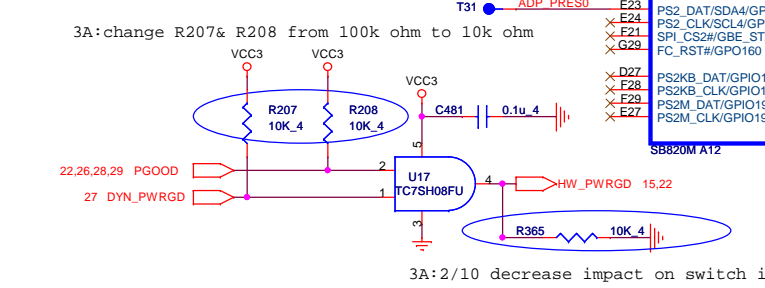 T31
ADP_PRES0
E23
PS2_DAT/SDA4/GP
E24
PS2_CLK/SCL4/GP
F21
SPI_CS2#/GBE_ST
G29
FC_RST#/GPO160
D27
PS2KB_DAT/GPIO1
F28
PS2KB_CLK/GPIO1
F29
PS2M_DAT/GPIO19
E27
PS2M_CLK/GPIO19
SB820M A12
3A:change R207& R208 from 100k ohm to 10k ohm
VCC3
VCC3
VCC3
R207
10K_4
R208
10K_4
C481
0.1u_4
5
22,26,28,29 PGOOD
2
27 DYN_PWRGD
1
U17
TC7SH08FU
4
HW_PWRGD 15,22
3
R365
10K_4
3A:2/10 decrease impact on switch i